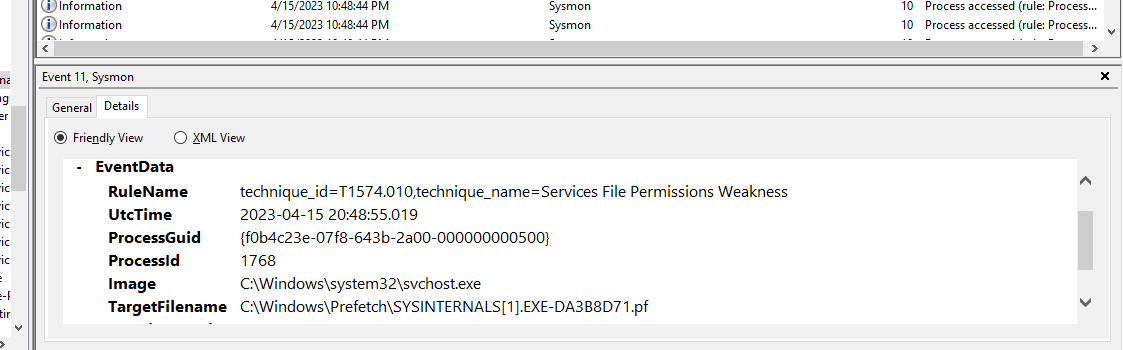 Information 4/15/2023 10:48:44 PM Sysmon 10 Process accessed (rule: Process...
Information 4/15/2023 10:48:44 PM Sysmon 10 Process accessed (rule: Process...
Event 11, Sysmon
General Details
Friendly View XML View
- EventData
RuleName technique_id=T1574.010,technique_name=Services File Permissions Weakness
UtcTime 2023-04-15 20:48:55.019
ProcessGuid {f0b4c23e-07f8-643b-2a00-000000000500}
ProcessId 1768
Image C:\Windows\system32\svchost.exe
TargetFilename C:\Windows\Prefetch\SYSINTERNALS[1].EXE-DA3B8D71.pf